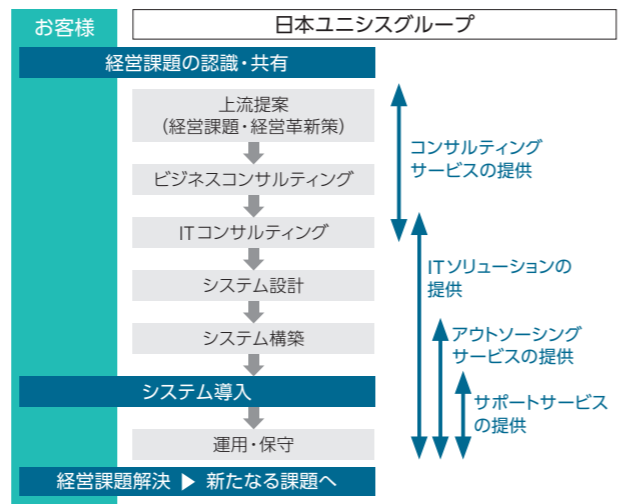 お客様
日本ユニシスグループ
経営課題の認識・共有
上流提案
(経営課題・経営革新策)
ビジネスコンサルティング
ITコンサルティング
システム設計
システム構築
システム導入
運用・保守
経営課題解決 ▶ 新たなる課題へ
コンサルティング
サービスの提供
ITソリューションの
提供
アウトソーシング
サービスの提供
サポートサービス
の提供